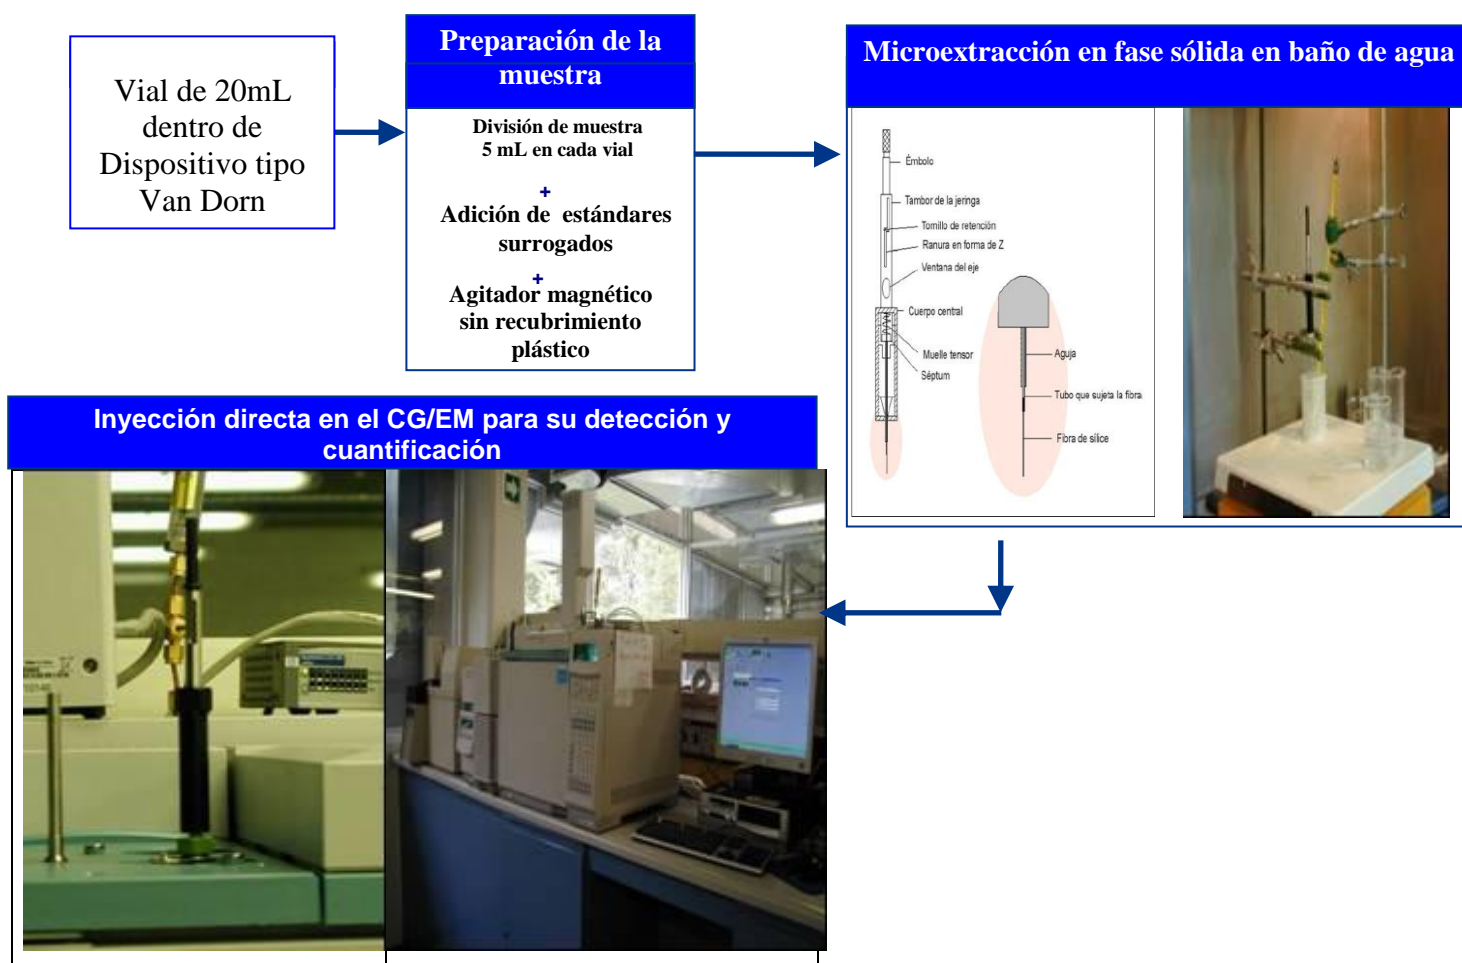 Vial de 20mL
dentro de
Dispositivo tipo
Van Dorn
Preparación de la
muestra
División de muestra
5 mL en cada vial
+
Adición de estándares
surrogados
+
Agitador magnético
sin recubrimiento
plástico
Microextracción en fase sólida en baño de agua
Émbolo
Tambor de la jeringa
Tornillo de retención
Ranura en forma de Z
Ventana del eje
Cuerpo central
Muelle tensor
Séptum
Aguja
Tubo que sujeta la fibra
Fibra de sílice
Inyección directa en el CG/EM para su detección y
cuantificación